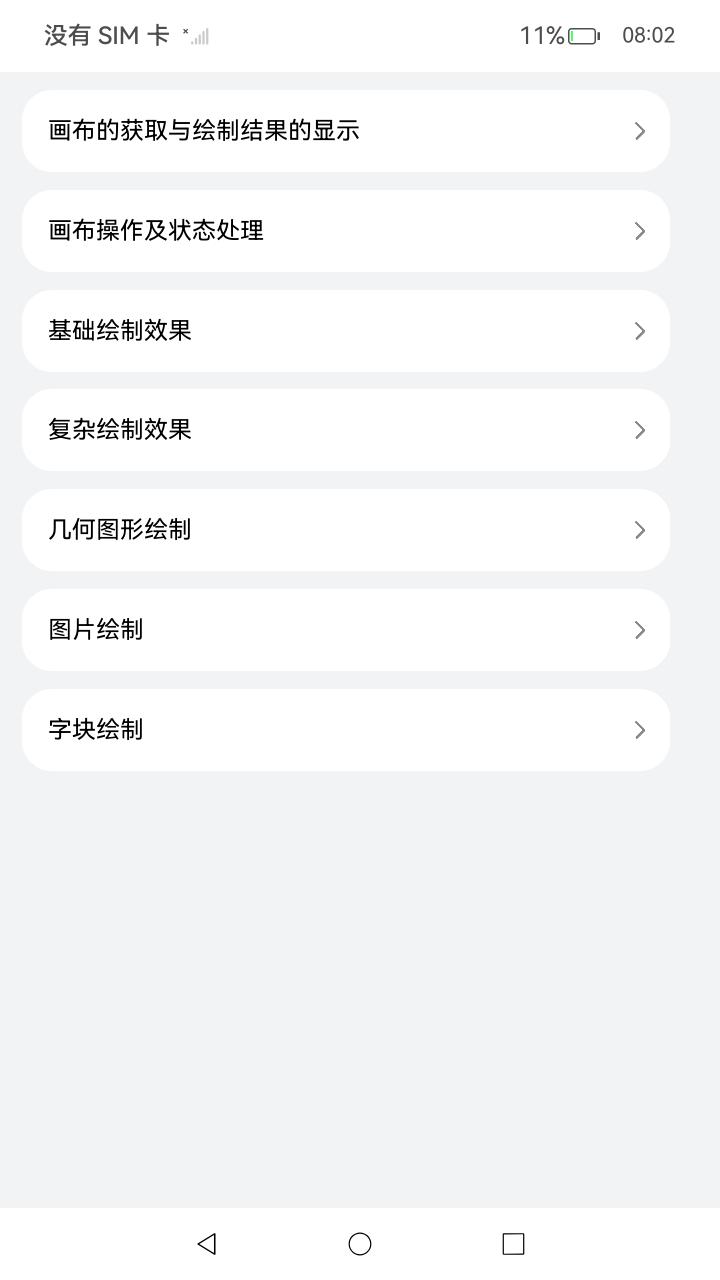 没有 SIM 卡
11%
08:02
画布的获取与绘制结果的显示
画布操作及状态处理
基础绘制效果
复杂绘制效果
几何图形绘制
图片绘制
字块绘制